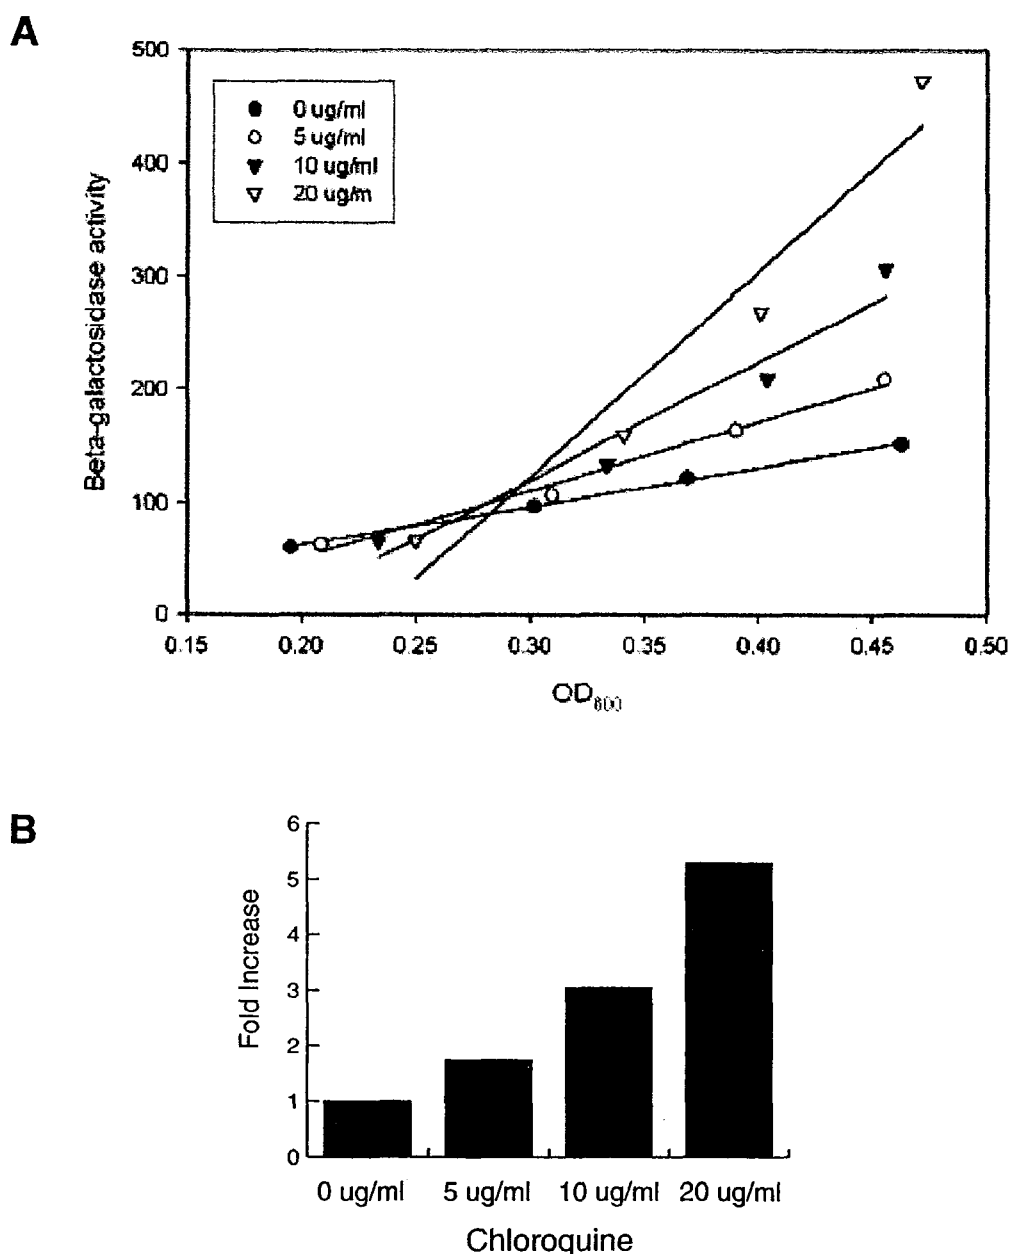 A
500
400
300
200
100
0
Beta-galactosidase activity
0 ug/ml
5 ug/ml
10 ug/ml
20 ug/m
0.15 0.20 0.25 0.30 0.35 0.40 0.45 0.50
OD600
B
6
5
4
3
2
1
0
Fold Increase
0 ug/ml 5 ug/ml 10 ug/ml 20 ug/ml
Chloroquine